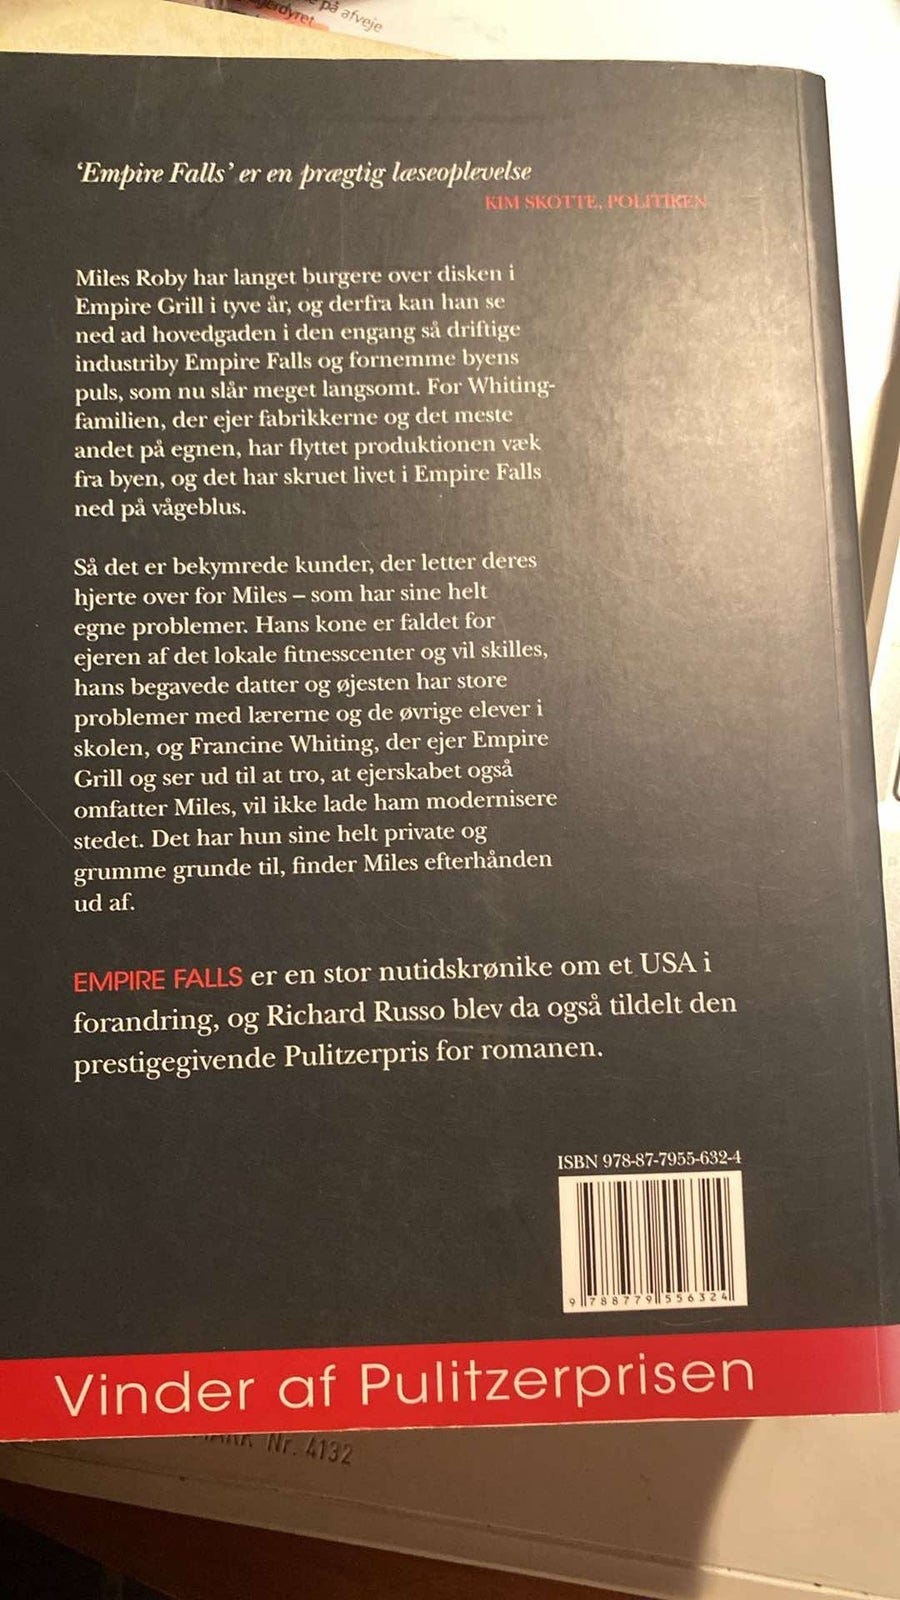 på afveje
‘Empire Falls’ er en prægtig læseoplevelse
KIM SKOTTE, POLITIKEN
Miles Roby har langet burgere over disken i
Empire Grill i tyve år, og derfra kan han se
ned ad hovedgaden i den engang så driftige
industriby Empire Falls og fornemme byens
puls, som nu slår meget langsomt. For Whiting-
familien, der ejer fabrikkerne og det meste
andet på egnen, har flyttet produktionen væk
fra byen, og det har skruet livet i Empire Falls
ned på vågeblus.
Så det er bekymrede kunder, der letter deres
hjerte over for Miles – som har sine helt
egne problemer. Hans kone er faldet for
ejeren af det lokale fitnesscenter og vil skilles,
hans begavede datter og øjesten har store
problemer med lærerne og de øvrige elever i
skolen, og Francine Whiting, der ejer Empire
Grill og ser ud til at tro, at ejerskabet også
omfatter Miles, vil ikke lade ham modernisere
stedet. Det har hun sine helt private og
grumme grunde til, finder Miles efterhånden
ud af.
EMPIRE FALLS er en stor nutidskrønike om et USA i
forandring, og Richard Russo blev da også tildelt den
prestigegivende Pulitzerpris for romanen.
ISBN 978-87-7955-632-4
9 788779 556324
Vinder af Pulitzerprisen
Nr. 4132